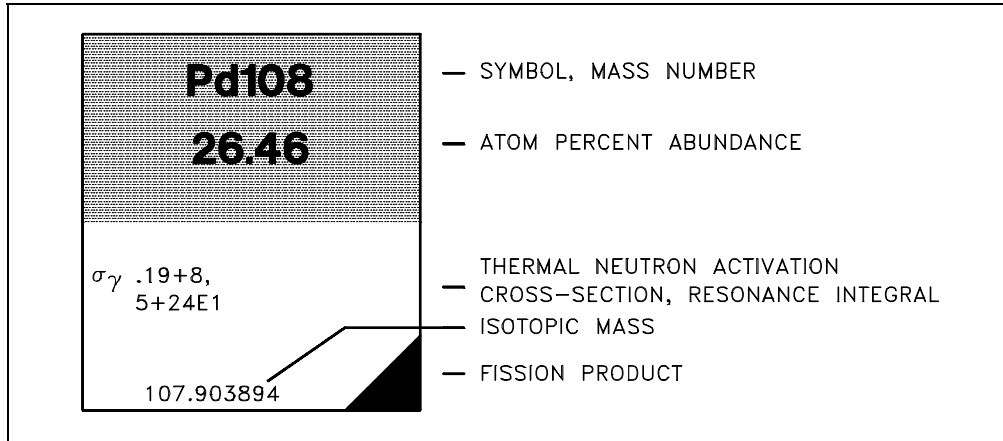 Pd108
26.46
σγ .19+8,
5+24E1
107.903894
SYMBOL, MASS NUMBER
ATOM PERCENT ABUNDANCE
THERMAL NEUTRON ACTIVATION
CROSS-SECTION, RESONANCE INTEGRAL
ISOTOPIC MASS
FISSION PRODUCT